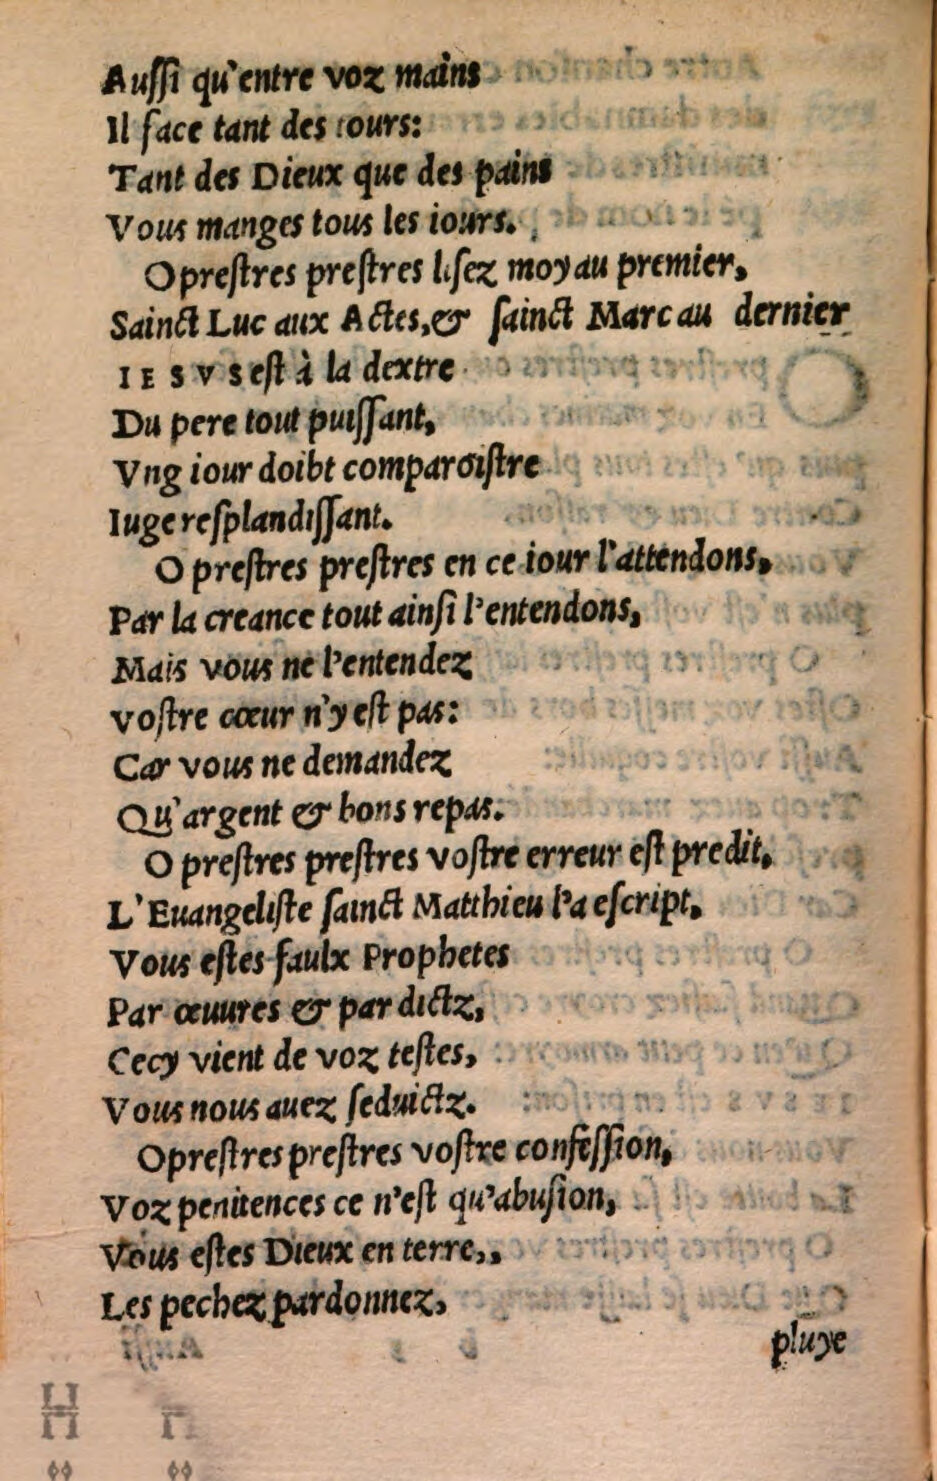 Auſſi qu'entre voz mains
Il face tant des tours:
Tant des Dieux que des pains
Vous manges tous les iours.
O preſtres preſtres liſez moy au premier,
Sainct Luc aux Actes, & ſainct Marc au dernier
IESVS eſt à la dextre
Du pere tout puiſſant,
Vng iour doibt comparoiſtre
Iuge reſplandiſſant.
O preſtres preſtres en ce iour l'attendons,
Par la creance tout ainſi l'entendons,
Mais vous ne l'entendez
voſtre cœur n'y eſt pas:
Car vous ne demandez
Qu'argent & bons repas.
O preſtres preſtres voſtre erreur eſt predit,
L'Euangeliſte ſainct Matthieu l'a eſcript,
Vous eſtes faulx Prophetes
Par œuures & par dictz,
Cecy vient de voz teſtes,
Vous nous auez ſeduictz.
O preſtres preſtres voſtre confeſſion,
Voz penitences ce n'eſt qu'abuſion,
Vous eſtes Dieux en terre,,
Les pechez pardonnez,
pluye